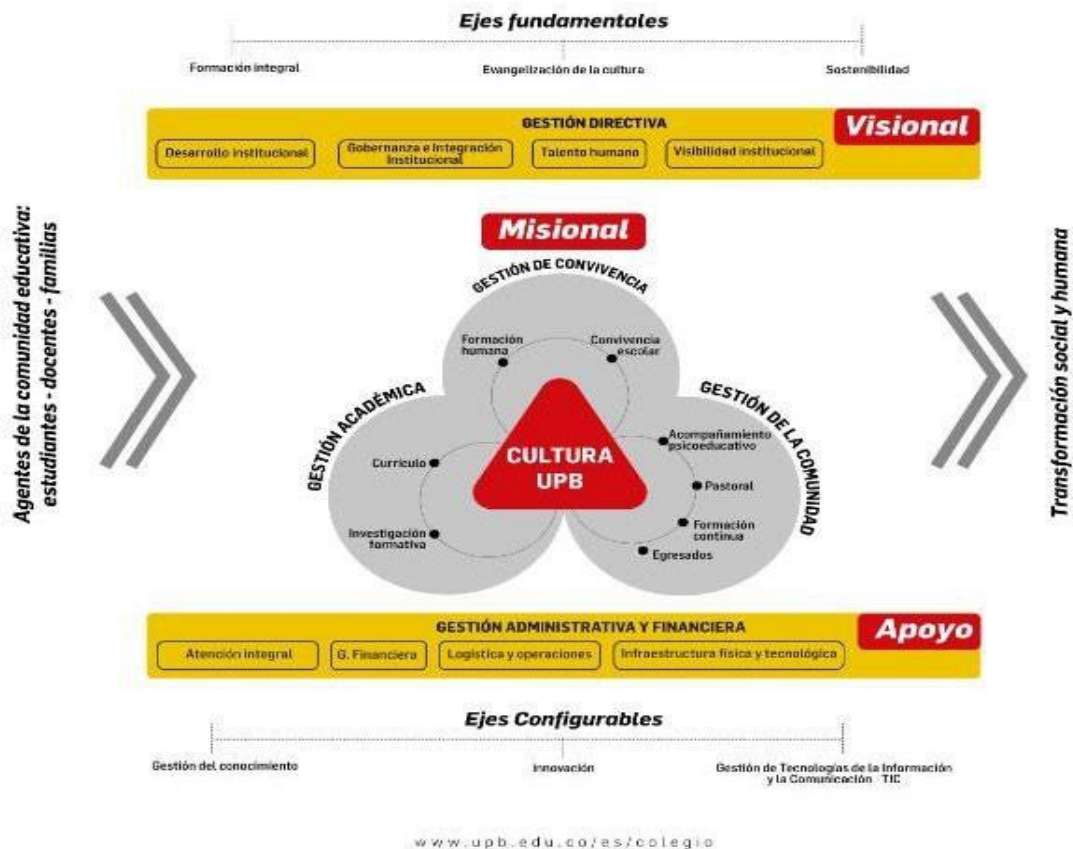 Ejes fundamentales
Formación integral
Evangelización de la cultura
Sostenibilidad
GESTIÓN DIRECTIVA
Visional
Desarrollo institucional
Gobernanza e Integración
Institucional
Talento humano
Visibilidad institucional
Agentes de la comunidad educativa:
estudiantes - docentes - familias
Misional
GESTIÓN DE CONVIVENCIA
Formación
humana
Convivencia
escolar
GESTIÓN ACADÉMICA
Currículo
Investigación
formativa
CULTURA
UPB
GESTIÓN DE LA COMUNIDAD
Acompañamiento
psicoeducativo
Pastoral
Formación
continua
Egresados
Transformación social y humana
GESTIÓN ADMINISTRATIVA Y FINANCIERA
Apoyo
Atención integral
G. Financiera
Logística y operaciones
Infraestructura física y tecnológica
Ejes Configurables
Gestión del conocimiento
Innovación
Gestión de Tecnologías de la Información
y la Comunicación TIC
www.upb.edu.co/es/colegio